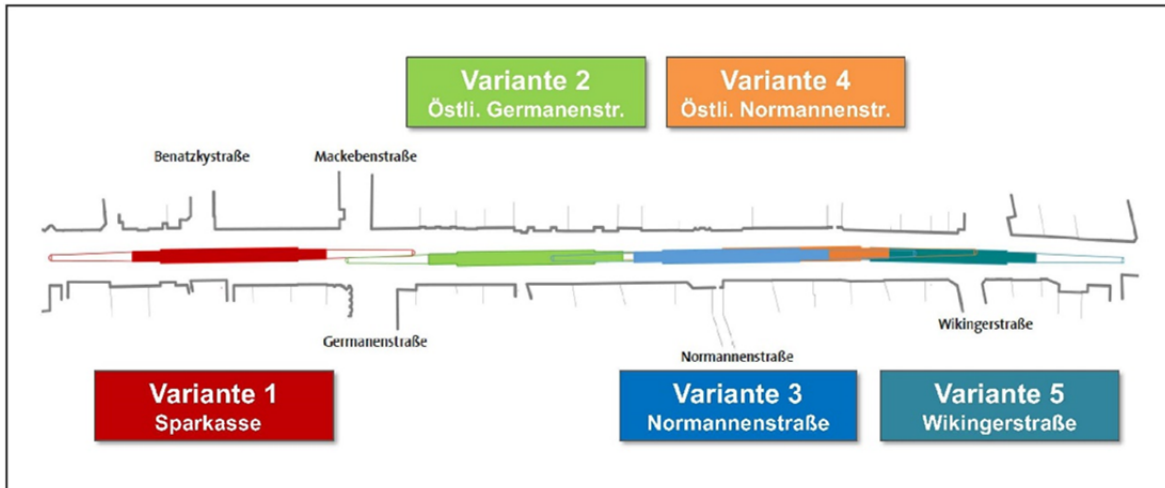 Variante 2
Östli. Germanenstr.
Variante 4
Östli. Normannenstr.
Benatzkystraße
Mackebenstraße
Germanenstraße
Normannenstraße
Wikingerstraße
Variante 1
Sparkasse
Variante 3
Normannenstraße
Variante 5
Wikingerstraße